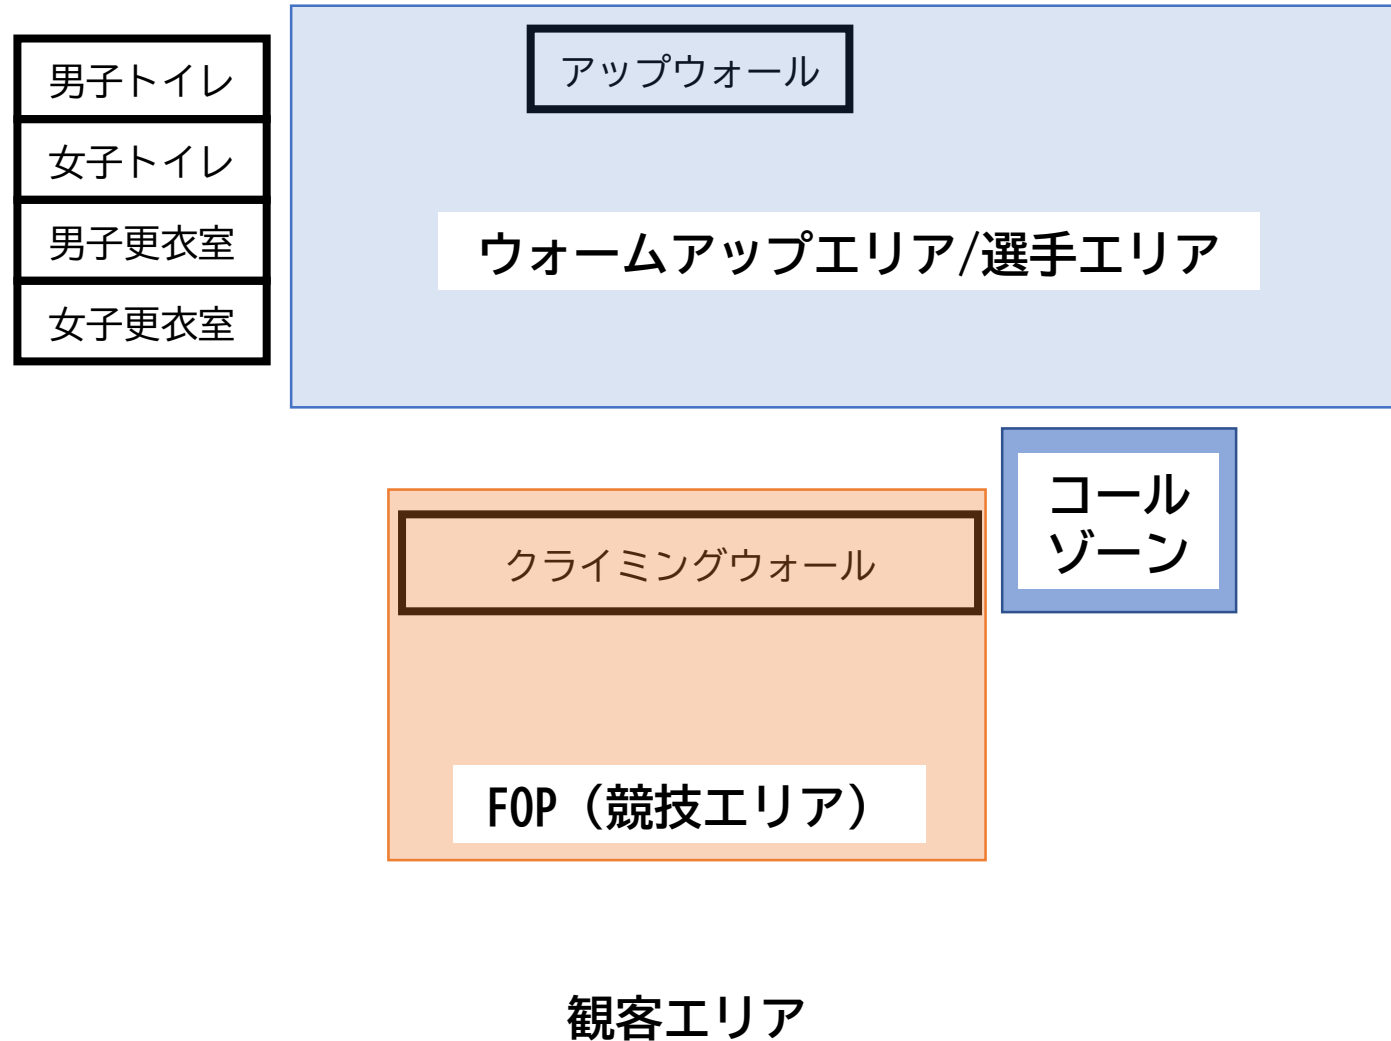 男子トイレ
女子トイレ
男子更衣室
女子更衣室
アップウォール
ウォームアップエリア/選手エリア
コール
ゾーン
クライミングウォール
FOP（競技エリア）
観客エリア